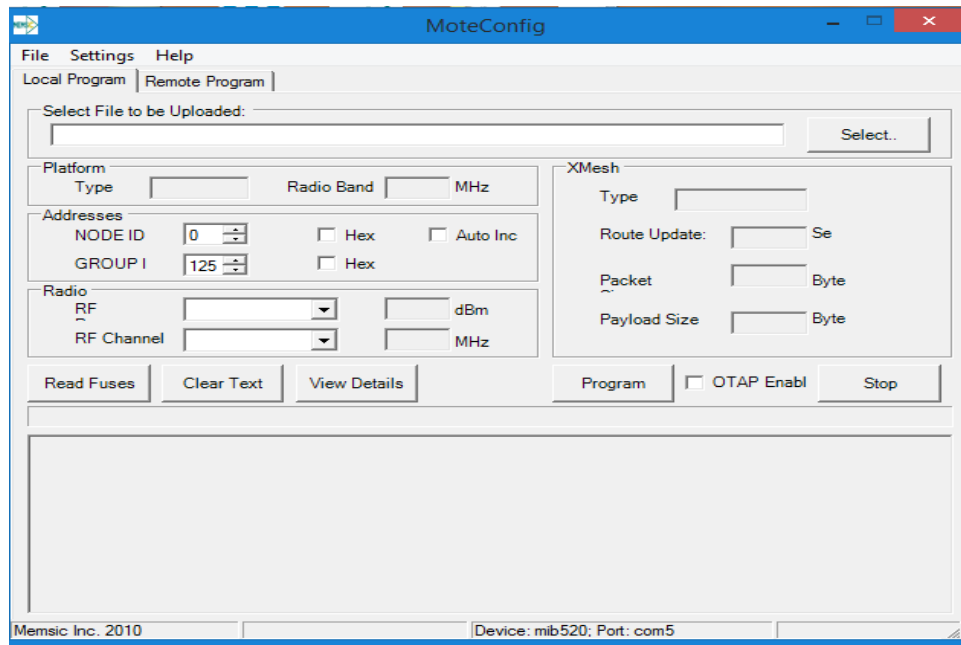 MEMSIC MoteConfig
File Settings Help
Local Program Remote Program
Select File to be Uploaded:
Select..
Platform
Type Radio Band MHz
XMesh
Type
Addresses
NODE ID 0 Hex Auto Inc
Route Update: Se
GROUP I 125 Hex
Packet Byte
Radio
RF dBm
Payload Size Byte
RF Channel MHz
Read Fuses Clear Text View Details Program OTAP Enabl Stop
Memsic Inc. 2010 Device: mib520; Port: com5